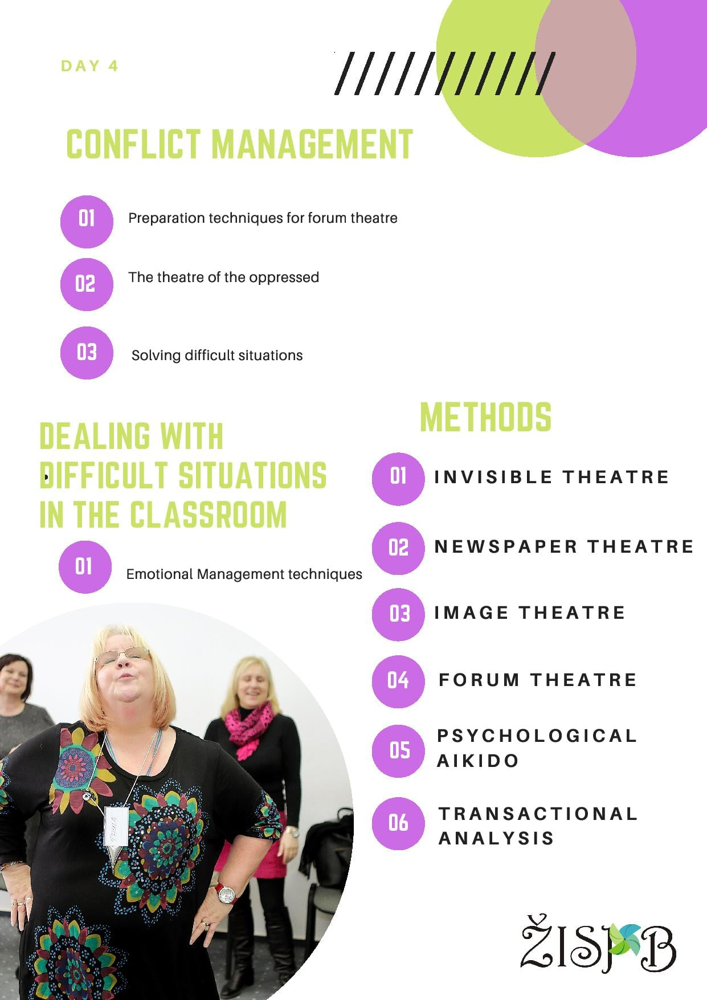 DAY 4
CONFLICT MANAGEMENT
01
Preparation techniques for forum theatre
02
The theatre of the oppressed
03
Solving difficult situations
DEALING WITH
DIFFICULT SITUATIONS
IN THE CLASSROOM
01
Emotional Management techniques
METHODS
01
INVISIBLE THEATRE
02
NEWSPAPER THEATRE
03
IMAGE THEATRE
04
FORUM THEATRE
05
PSYCHOLOGICAL
AIKIDO
06
TRANSACTIONAL
ANALYSIS